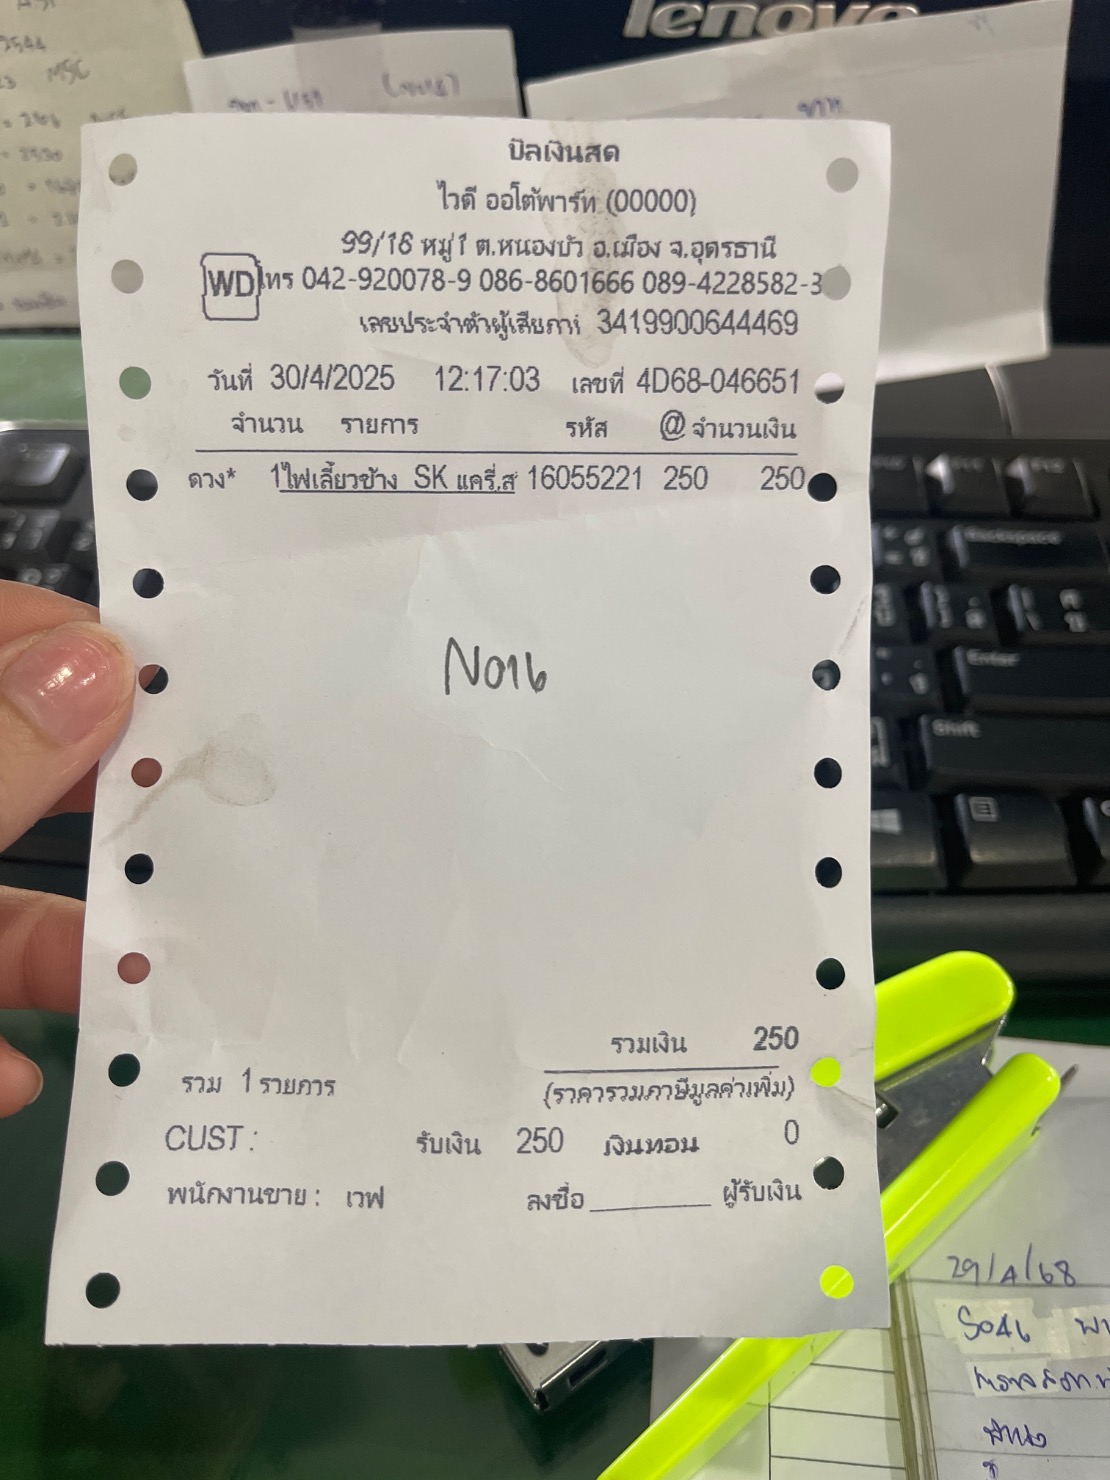 lenovo
บิลเงินสด
ไวดี ออโต้พาร์ท (00000)
99/16 หมู่1 ต.หนองบัว อ.เมือง จ.อุดรธานี
WD โทร 042-920078-9 086-8601666 089-4228582-3
เลขประจำตัวผู้เสียภาษี 3419900644469
วันที่ 30/4/2025 12:17:03 เลขที่ 4D68-046651
จำนวน รายการ รหัส @ จำนวนเงิน
ดวง* 1ไฟเลี้ยวข้าง SK แครี่.ส 16055221 250 250
N016
รวมเงิน 250
รวม 1 รายการ (ราคารวมภาษีมูลค่าเพิ่ม)
CUST : รับเงิน 250 เงินทอน 0
พนักงานขาย : เวฟ ลงชื่อ ผู้รับเงิน
Backspace
Enter
Shift
29/4/68
S046